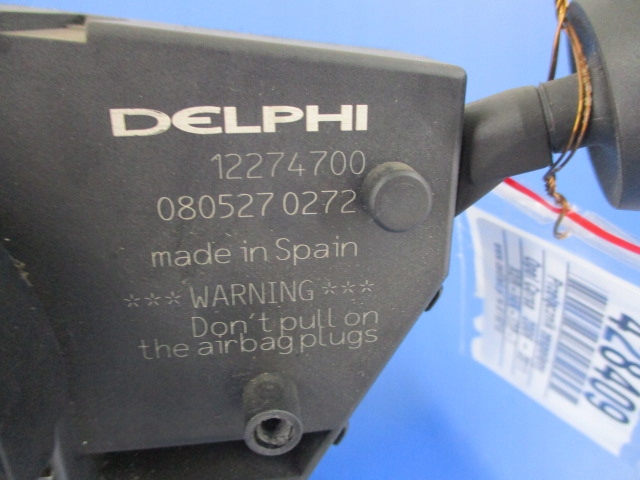 DELPHI
12274700
080527 0272
made in Spain
*** WARNING ***
Don't pull on
the airbag plugs
428409